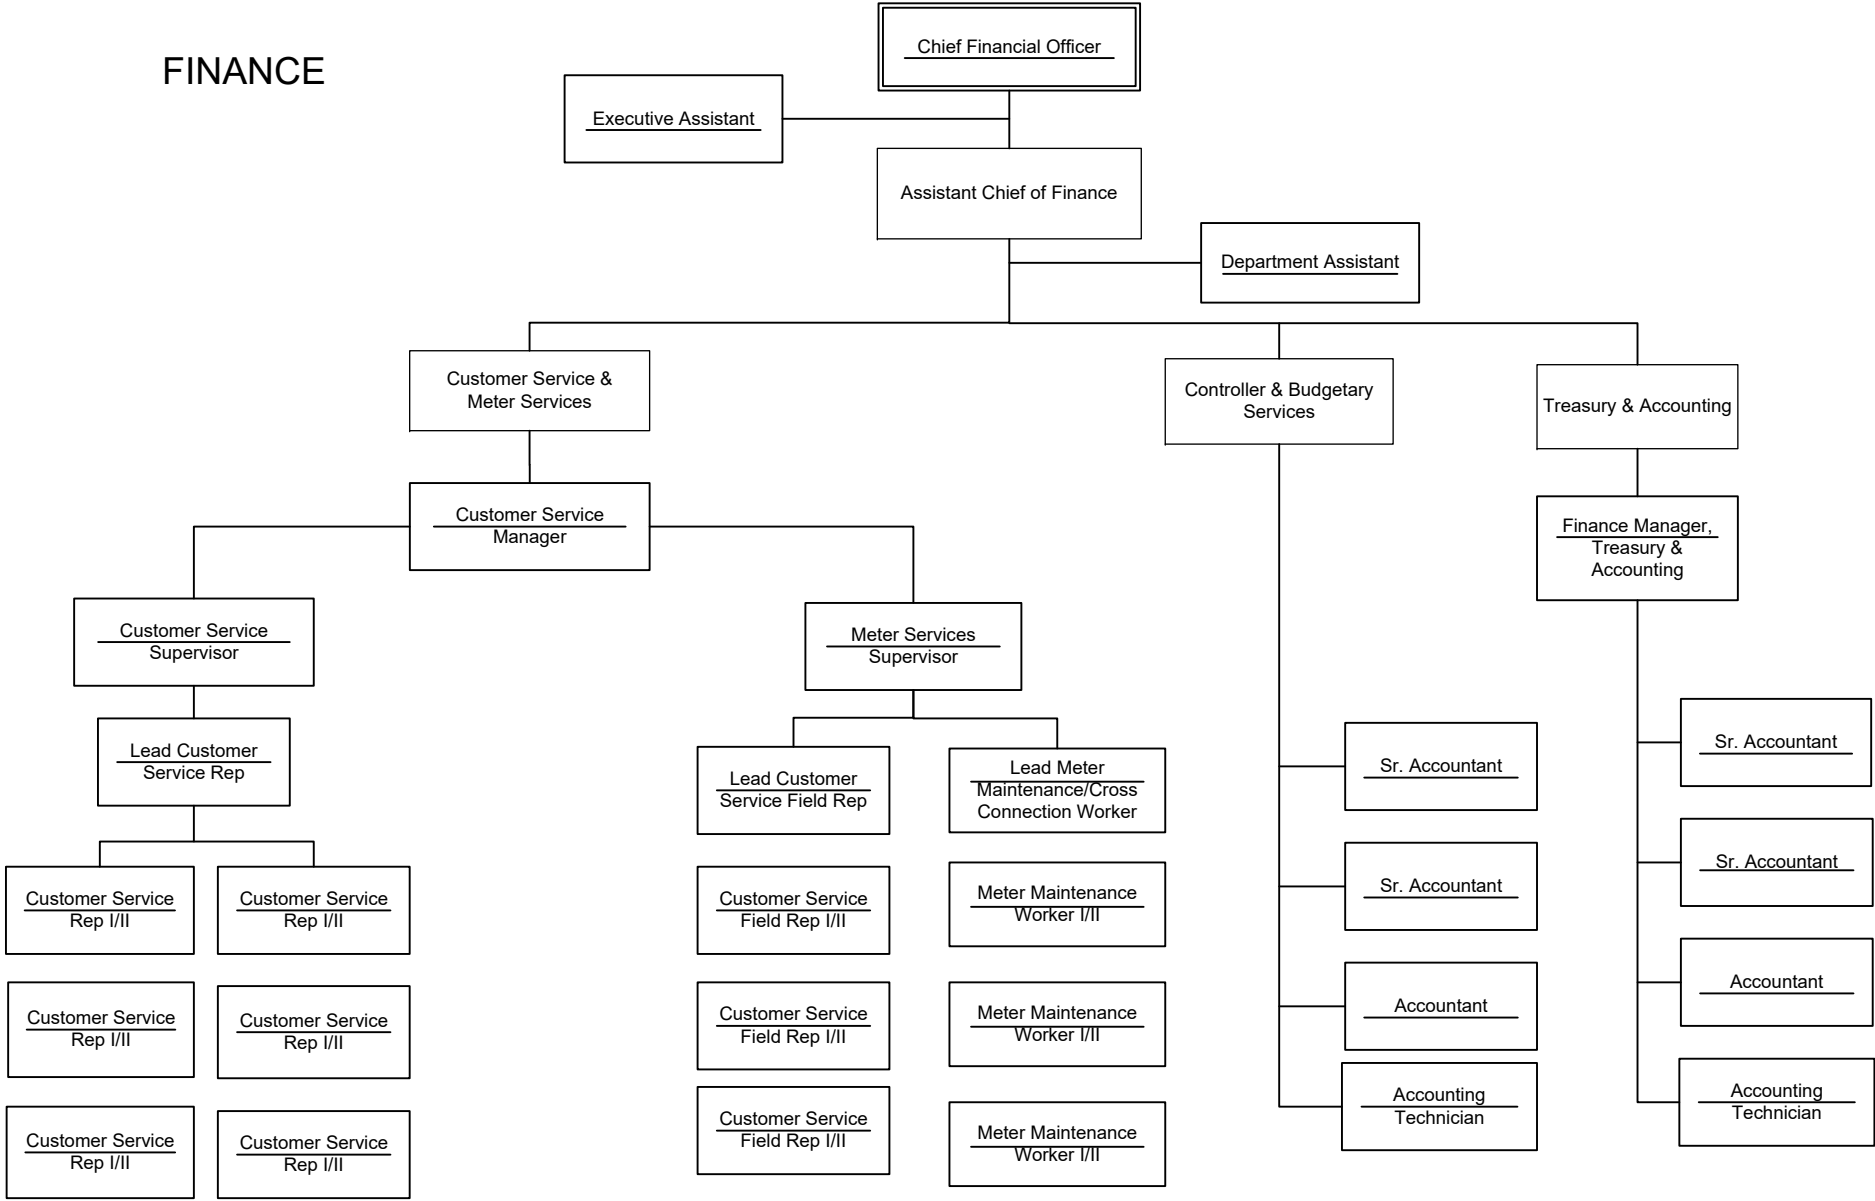 FINANCE
Chief Financial Officer
Executive Assistant
Assistant Chief of Finance
Department Assistant
Customer Service &
Meter Services
Controller & Budgetary
Services
Treasury & Accounting
Customer Service
Manager
Finance Manager,
Treasury &
Accounting
Customer Service
Supervisor
Meter Services
Supervisor
Lead Customer
Service Rep
Lead Customer
Service Field Rep
Lead Meter
Maintenance/Cross
Connection Worker
Customer Service
Rep I/II
Customer Service
Rep I/II
Customer Service
Rep I/II
Customer Service
Rep I/II
Customer Service
Rep I/II
Customer Service
Rep I/II
Customer Service
Field Rep I/II
Customer Service
Field Rep I/II
Customer Service
Field Rep I/II
Meter Maintenance
Worker I/II
Meter Maintenance
Worker I/II
Meter Maintenance
Worker I/II
Sr. Accountant
Sr. Accountant
Accountant
Accounting
Technician
Sr. Accountant
Sr. Accountant
Accountant
Accounting
Technician